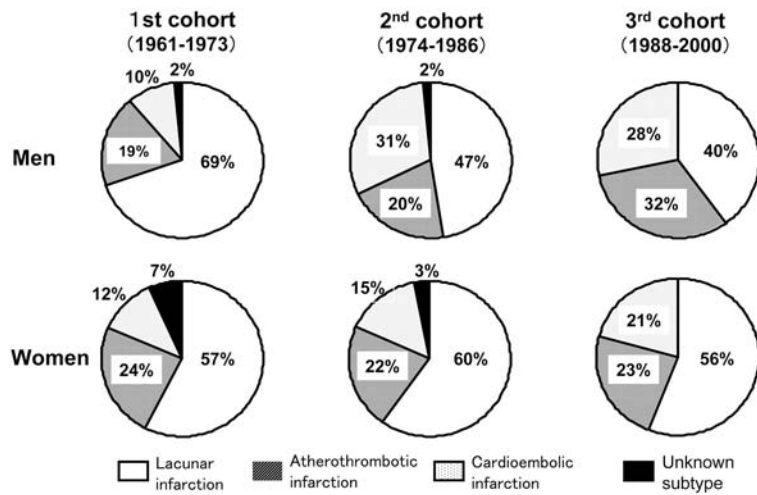 1st cohort
(1961-1973)
2nd cohort
(1974-1986)
3rd cohort
(1988-2000)
Men
10%
2%
19%
69%
2%
31%
47%
20%
28%
40%
32%
Women
12%
7%
24%
57%
15%
3%
22%
60%
21%
23%
56%
Lacunar
infarction
Atherothrombotic
infarction
Cardioembolic
infarction
Unknown
subtype